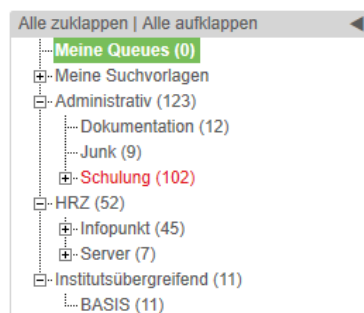 Alle zuklappen | Alle aufklappen
Meine Queues (0)
Meine Suchvorlagen
Administrativ (123)
Dokumentation (12)
Junk (9)
Schulung (102)
HRZ (52)
Infopunkt (45)
Server (7)
Institutsübergreifend (11)
BASIS (11)